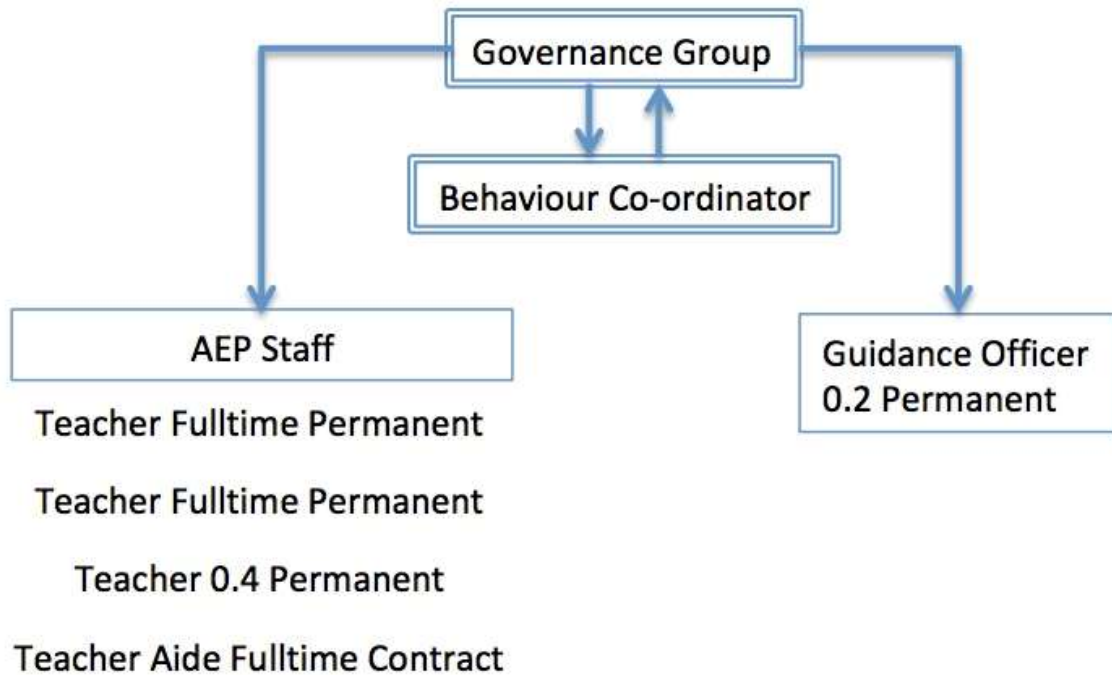 Governance Group
Behaviour Co-ordinator
AEP Staff
Guidance Officer
0.2 Permanent
Teacher Fulltime Permanent
Teacher Fulltime Permanent
Teacher 0.4 Permanent
Teacher Aide Fulltime Contract